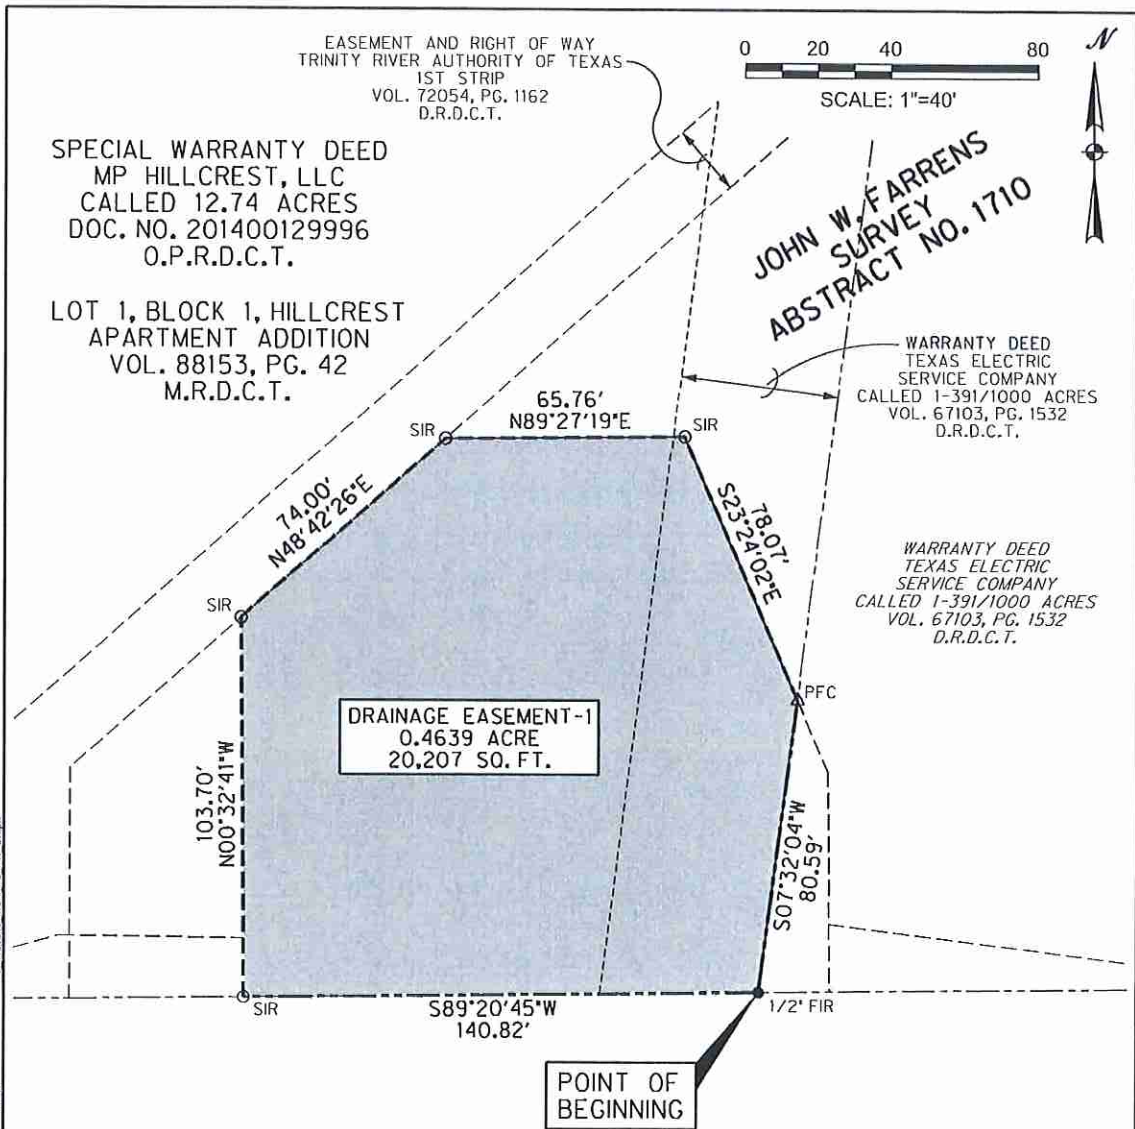 EASEMENT AND RIGHT OF WAY
TRINITY RIVER AUTHORITY OF TEXAS
1ST STRIP
VOL. 72054, PG. 1162
D.R.D.C.T.
0 20 40 80
SCALE: 1"=40'
N
SPECIAL WARRANTY DEED
MP HILLCREST, LLC
CALLED 12.74 ACRES
DOC. NO. 201400129996
O.P.R.D.C.T.
LOT 1, BLOCK 1, HILLCREST
APARTMENT ADDITION
VOL. 88153, PG. 42
M.R.D.C.T.
JOHN W. FARRENS
SURVEY
ABSTRACT NO. 1710
WARRANTY DEED
TEXAS ELECTRIC
SERVICE COMPANY
CALLED 1-391/1000 ACRES
VOL. 67103, PG. 1532
D.R.D.C.T.
65.76'
N89°27'19"E
SIR
SIR
74.00'
N48°42'26"E
78.07'
S23°24'02"E
WARRANTY DEED
TEXAS ELECTRIC
SERVICE COMPANY
CALLED 1-391/1000 ACRES
VOL. 67103, PG. 1532
D.R.D.C.T.
SIR
PFC
DRAINAGE EASEMENT-1
0.4639 ACRE
20,207 SQ. FT.
103.70'
N00°32'41"W
S07°32'04"W
80.59'
SIR
S89°20'45"W
140.82'
1/2" FIR
POINT OF
BEGINNING